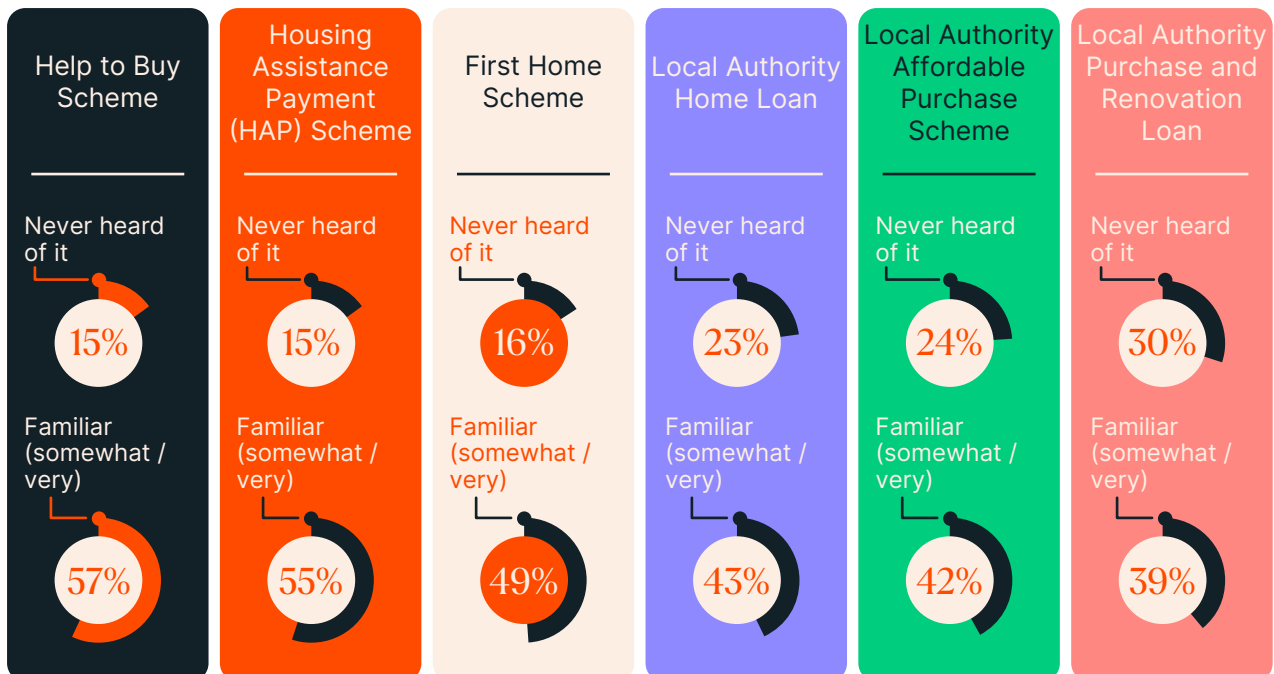 Help to Buy
Scheme
Never heard
of it
15%
Familiar
(somewhat /
very)
57%
Housing
Assistance
Payment
(HAP) Scheme
Never heard
of it
15%
Familiar
(somewhat /
very)
55%
First Home
Scheme
Never heard
of it
16%
Familiar
(somewhat /
very)
49%
Local Authority
Home Loan
Never heard
of it
23%
Familiar
(somewhat /
very)
43%
Local Authority
Affordable
Purchase
Scheme
Never heard
of it
24%
Familiar
(somewhat /
very)
42%
Local Authority
Purchase and
Renovation
Loan
Never heard
of it
30%
Familiar
(somewhat /
very)
39%